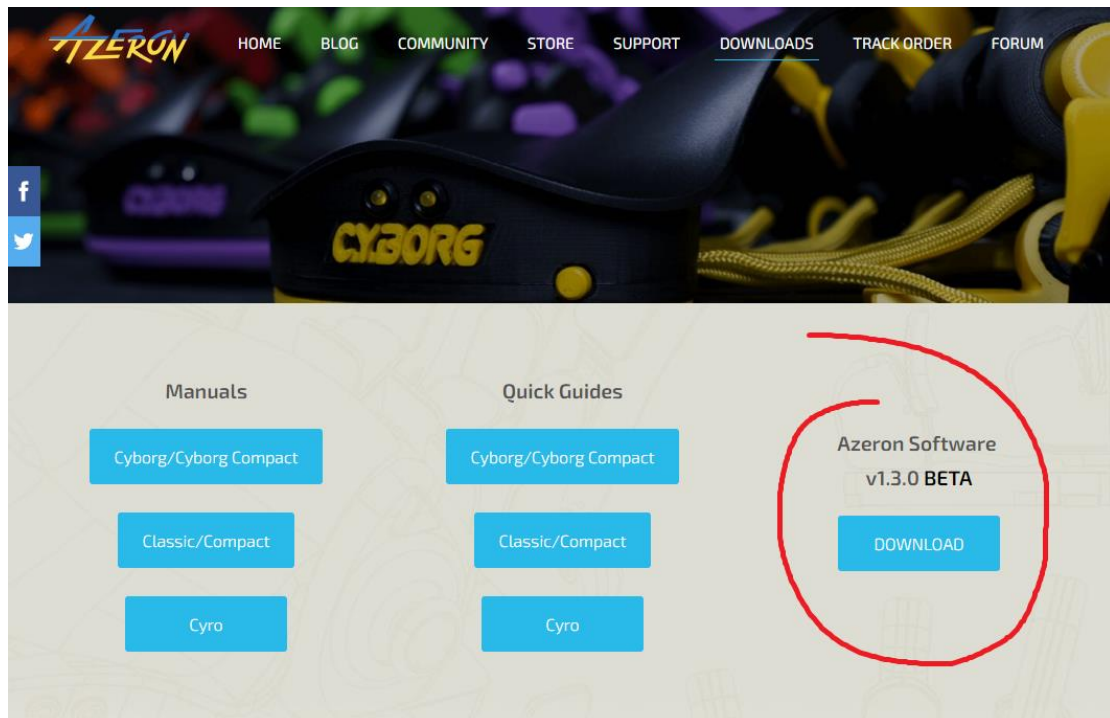 AZERON
HOME BLOG COMMUNITY STORE SUPPORT DOWNLOADS TRACK ORDER FORUM
f
CYBORG
CYBORG
Manuals
Cyborg/Cyborg Compact
Classic/Compact
Cyro
Quick Guides
Cyborg/Cyborg Compact
Classic/Compact
Cyro
Azeron Software
v1.3.0 BETA
DOWNLOAD